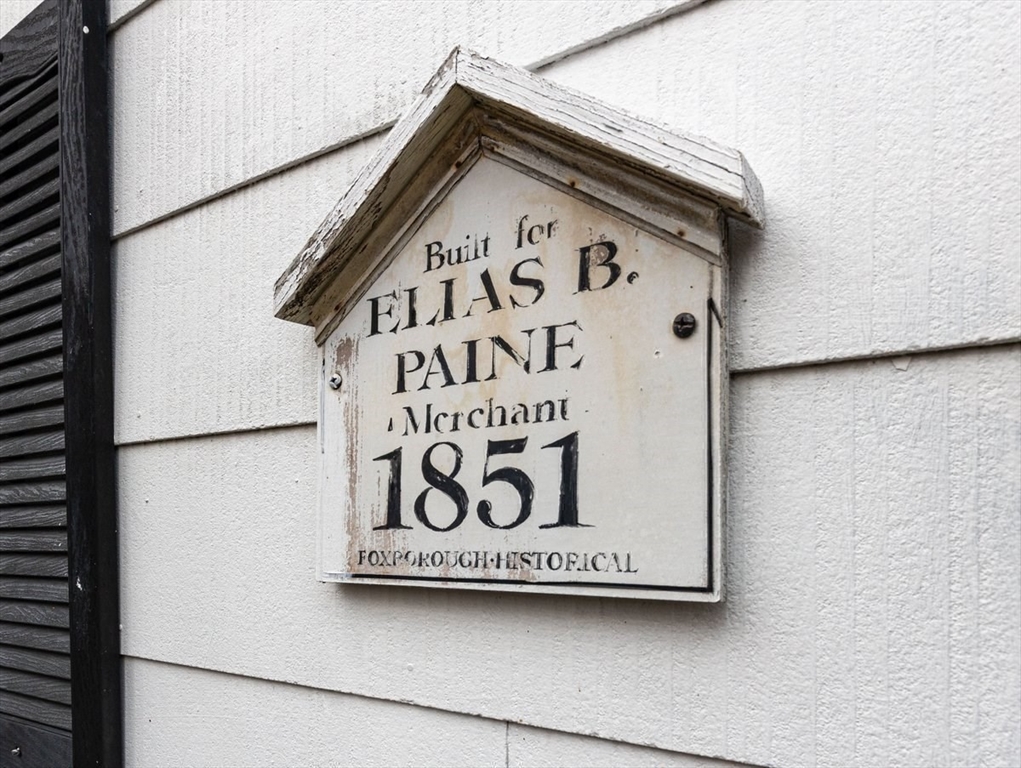 Built for
ELIAS B.
PAINE
Merchant
1851
FOXBOROUGH·HISTORICAL